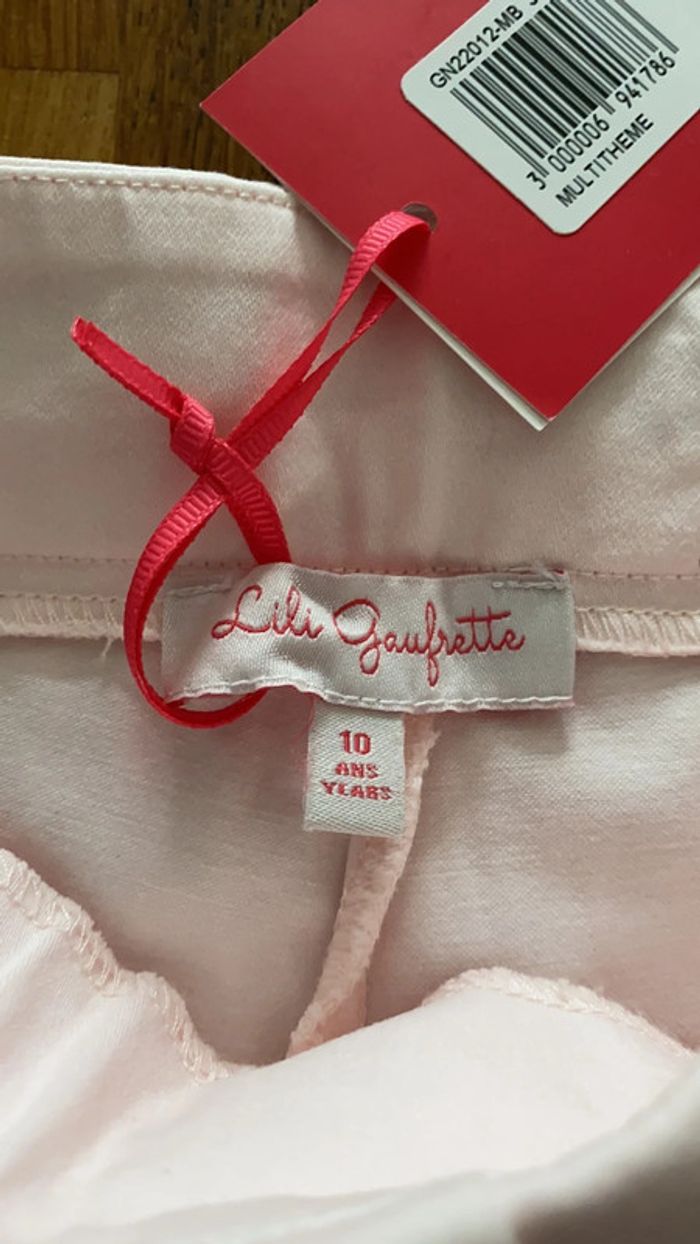 GN22012-MB
3 000006 941786
MULTITHEME
Lili Gaufrette
10
ANS
YEARS